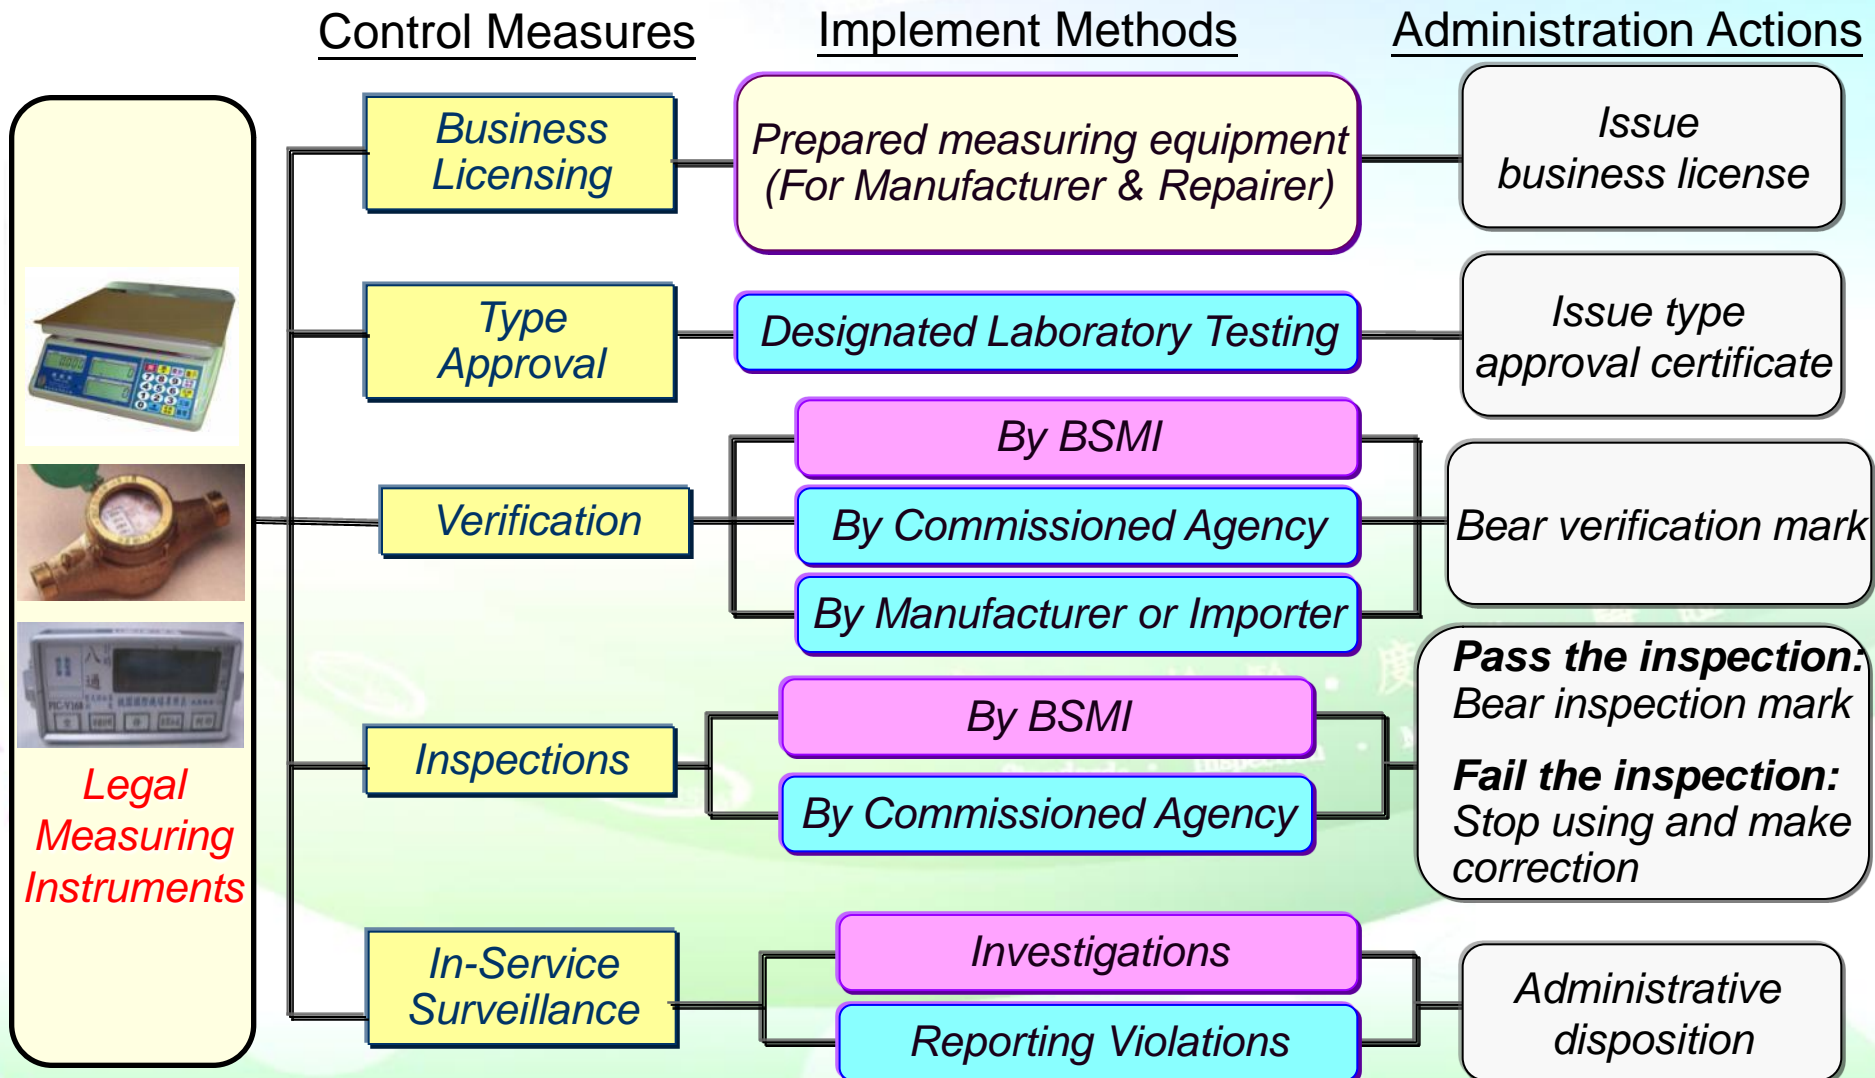 Control Measures
Implement Methods
Administration Actions
Business
Licensing
Prepared measuring equipment
(For Manufacturer & Repairer)
Issue
business license
Type
Approval
Designated Laboratory Testing
Issue type
approval certificate
Verification
By BSMI
By Commissioned Agency
By Manufacturer or Importer
Bear verification mark
Inspections
By BSMI
By Commissioned Agency
Pass the inspection:
Bear inspection mark
Fail the inspection:
Stop using and make
correction
In-Service
Surveillance
Investigations
Reporting Violations
Administrative
disposition
Legal
Measuring
Instruments